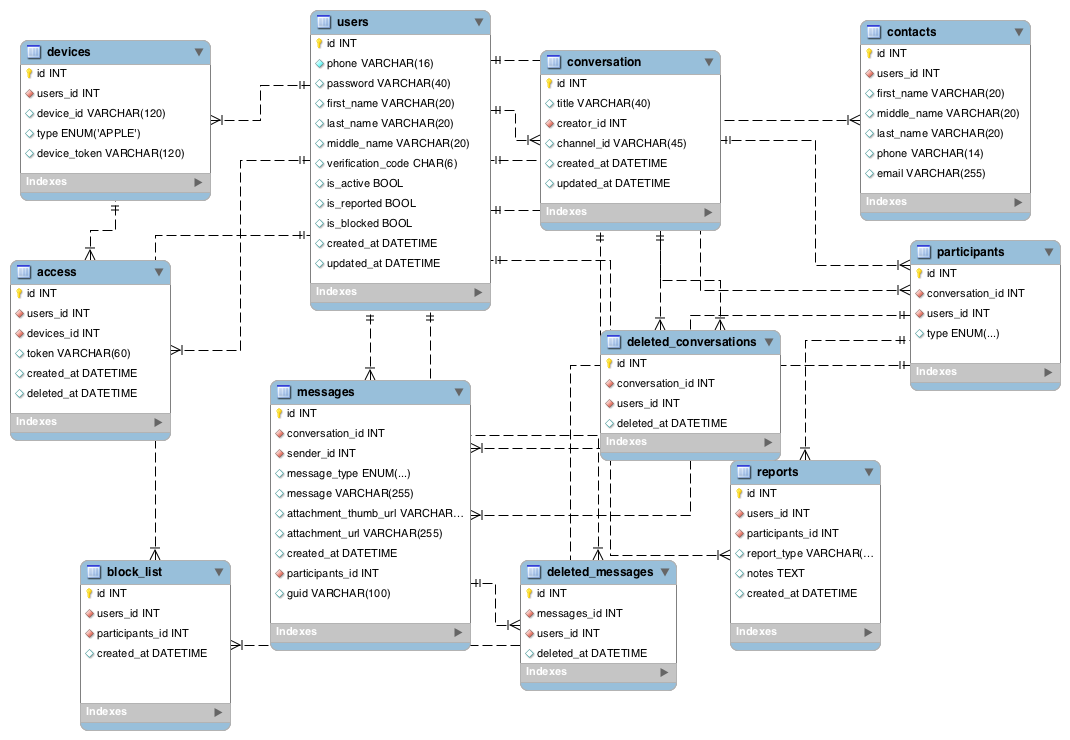 users
id INT
phone VARCHAR(16)
password VARCHAR(40)
first_name VARCHAR(20)
last_name VARCHAR(20)
middle_name VARCHAR(20)
verification_code CHAR(6)
is_active BOOL
is_reported BOOL
is_blocked BOOL
created_at DATETIME
updated_at DATETIME
Indexes
devices
id INT
users_id INT
device_id VARCHAR(120)
type ENUM('APPLE')
device_token VARCHAR(120)
Indexes
conversation
id INT
title VARCHAR(40)
creator_id INT
channel_id VARCHAR(45)
created_at DATETIME
updated_at DATETIME
Indexes
contacts
id INT
users_id INT
first_name VARCHAR(20)
middle_name VARCHAR(20)
last_name VARCHAR(20)
phone VARCHAR(14)
email VARCHAR(255)
Indexes
access
id INT
users_id INT
devices_id INT
token VARCHAR(60)
created_at DATETIME
deleted_at DATETIME
Indexes
participants
id INT
conversation_id INT
users_id INT
type ENUM(...)
Indexes
deleted_conversations
id INT
conversation_id INT
users_id INT
deleted_at DATETIME
Indexes
messages
id INT
conversation_id INT
sender_id INT
message_type ENUM(...)
message VARCHAR(255)
attachment_thumb_url VARCHAR...
attachment_url VARCHAR(255)
created_at DATETIME
participants_id INT
guid VARCHAR(100)
Indexes
reports
id INT
users_id INT
participants_id INT
report_type VARCHAR(...
notes TEXT
created_at DATETIME
Indexes
block_list
id INT
users_id INT
participants_id INT
created_at DATETIME
Indexes
deleted_messages
id INT
messages_id INT
users_id INT
deleted_at DATETIME
Indexes